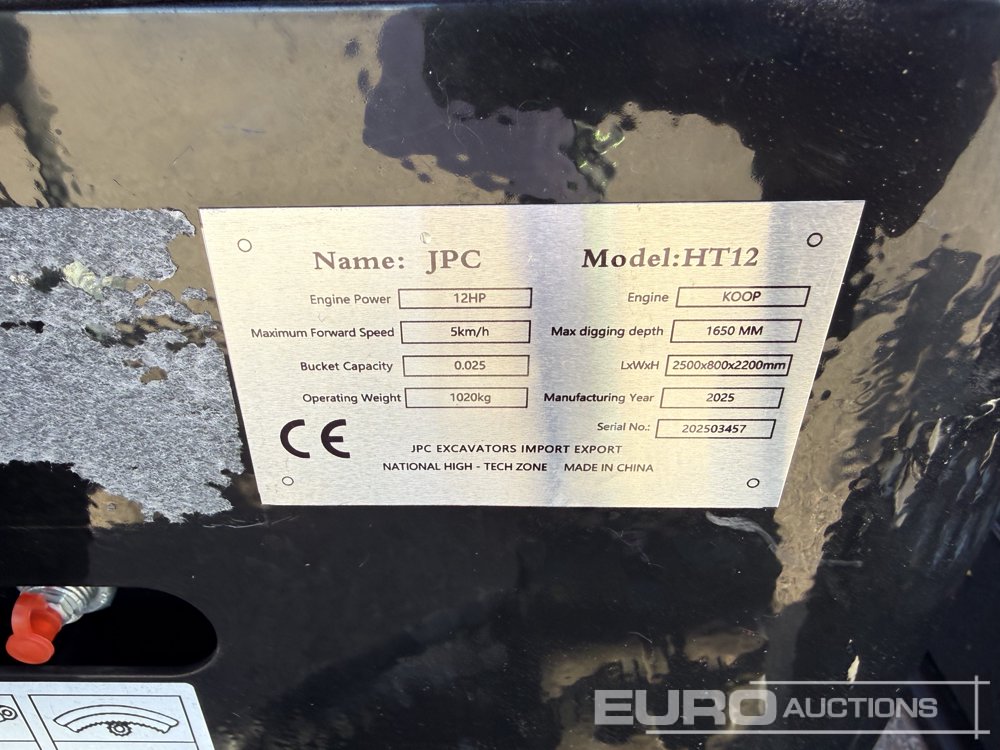 Name: JPC Model:HT12
Engine Power 12HP Engine KOOP
Maximum Forward Speed 5km/h Max digging depth 1650 MM
Bucket Capacity 0.025 LxWxH 2500x800x2200mm
Operating Weight 1020kg Manufacturing Year 2025
Serial No.: 202503457
CE
JPC EXCAVATORS IMPORT EXPORT
NATIONAL HIGH - TECH ZONE MADE IN CHINA
EURO AUCTIONS